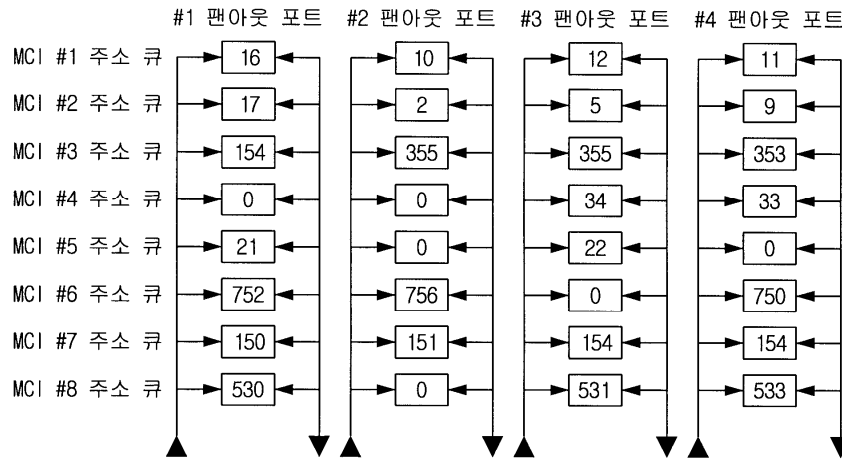 #1 팬아웃 포트 #2 팬아웃 포트 #3 팬아웃 포트 #4 팬아웃 포트
MCI #1 주소 큐 16 10 12 11
MCI #2 주소 큐 17 2 5 9
MCI #3 주소 큐 154 355 355 353
MCI #4 주소 큐 0 0 34 33
MCI #5 주소 큐 21 0 22 0
MCI #6 주소 큐 752 756 0 750
MCI #7 주소 큐 150 151 154 154
MCI #8 주소 큐 530 0 531 533